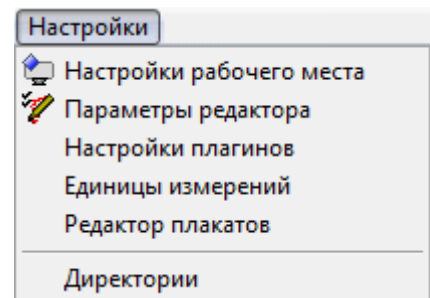 Настройки
Настройки рабочего места
Параметры редактора
Настройки плагинов
Единицы измерений
Редактор плакатов
Директории